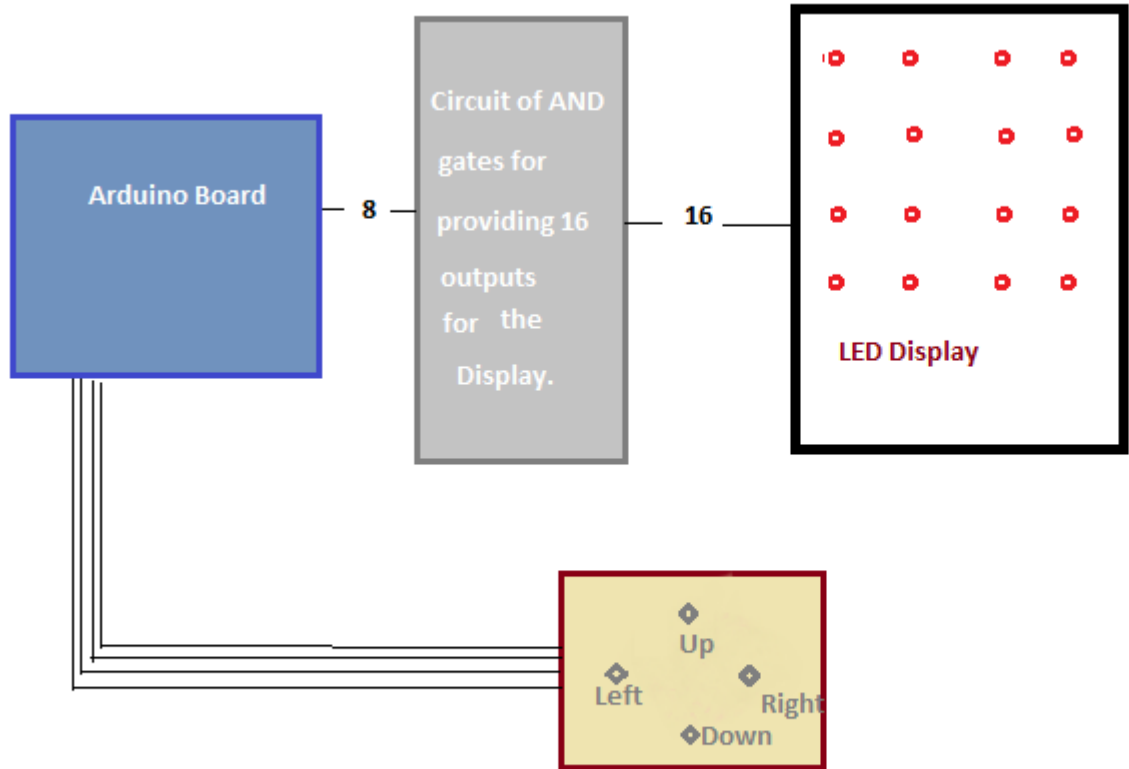 Arduino Board
8
Circuit of AND
gates for
providing 16
outputs
for the
Display.
16
LED Display
Up
Left
Right
Down